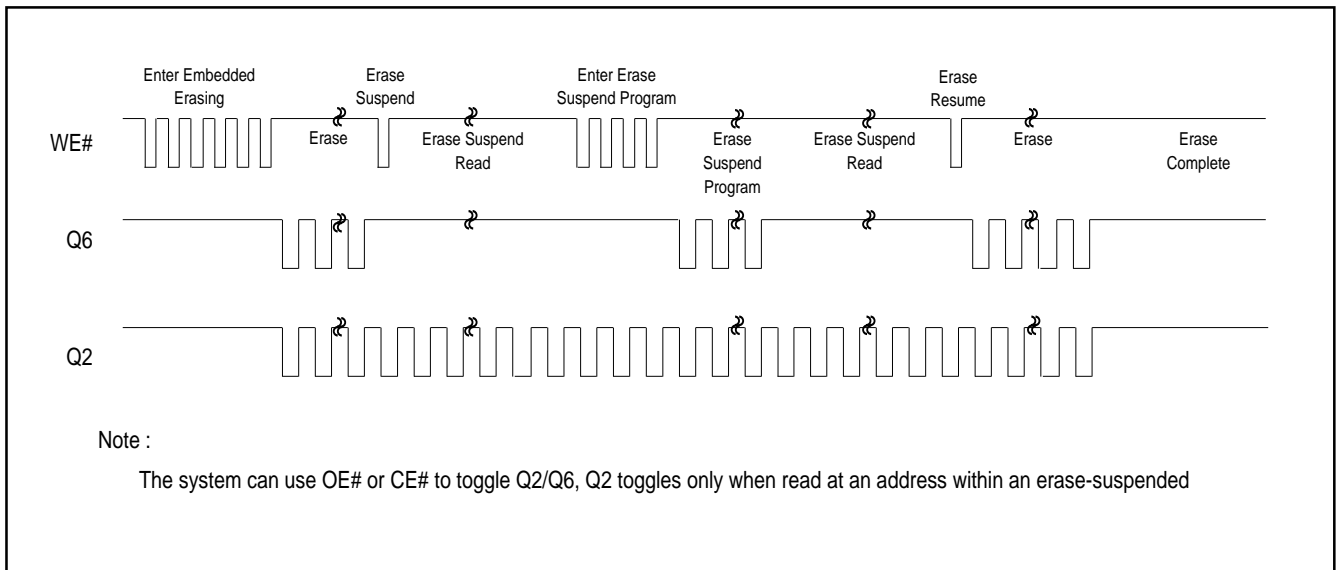 Enter Embedded
Erasing
Erase
Suspend
Enter Erase
Suspend Program
Erase
Resume
WE#
Erase
Erase Suspend
Read
Erase
Suspend
Program
Erase Suspend
Read
Erase
Erase
Complete
Q6
Q2
Note :
The system can use OE# or CE# to toggle Q2/Q6, Q2 toggles only when read at an address within an erase-suspended